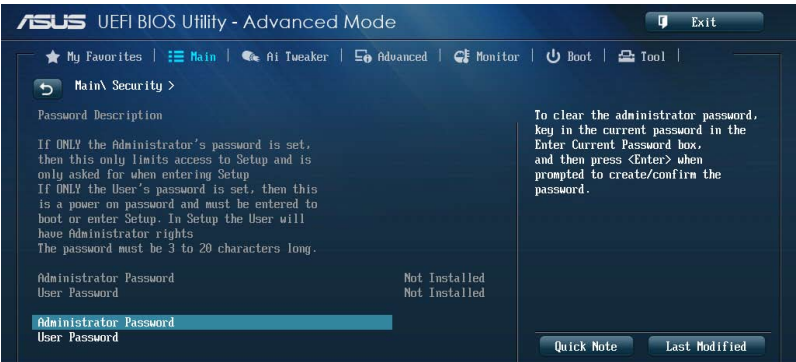 ASUS UEFI BIOS Utility - Advanced Mode
Exit
My Favorites | Main | Ai Tweaker | Advanced | Monitor | Boot | Tool |
Main\ Security >
Password Description
If ONLY the Administrator's password is set,
then this only limits access to Setup and is
only asked for when entering Setup
If ONLY the User's password is set, then this
is a power on password and must be entered to
boot or enter Setup. In Setup the User will
have Administrator rights
The password must be 3 to 20 characters long.
Administrator Password Not Installed
User Password Not Installed
Administrator Password
User Password
To clear the administrator password,
key in the current password in the
Enter Current Password box,
and then press <Enter> when
prompted to create/confirm the
password.
Quick Note Last Modified